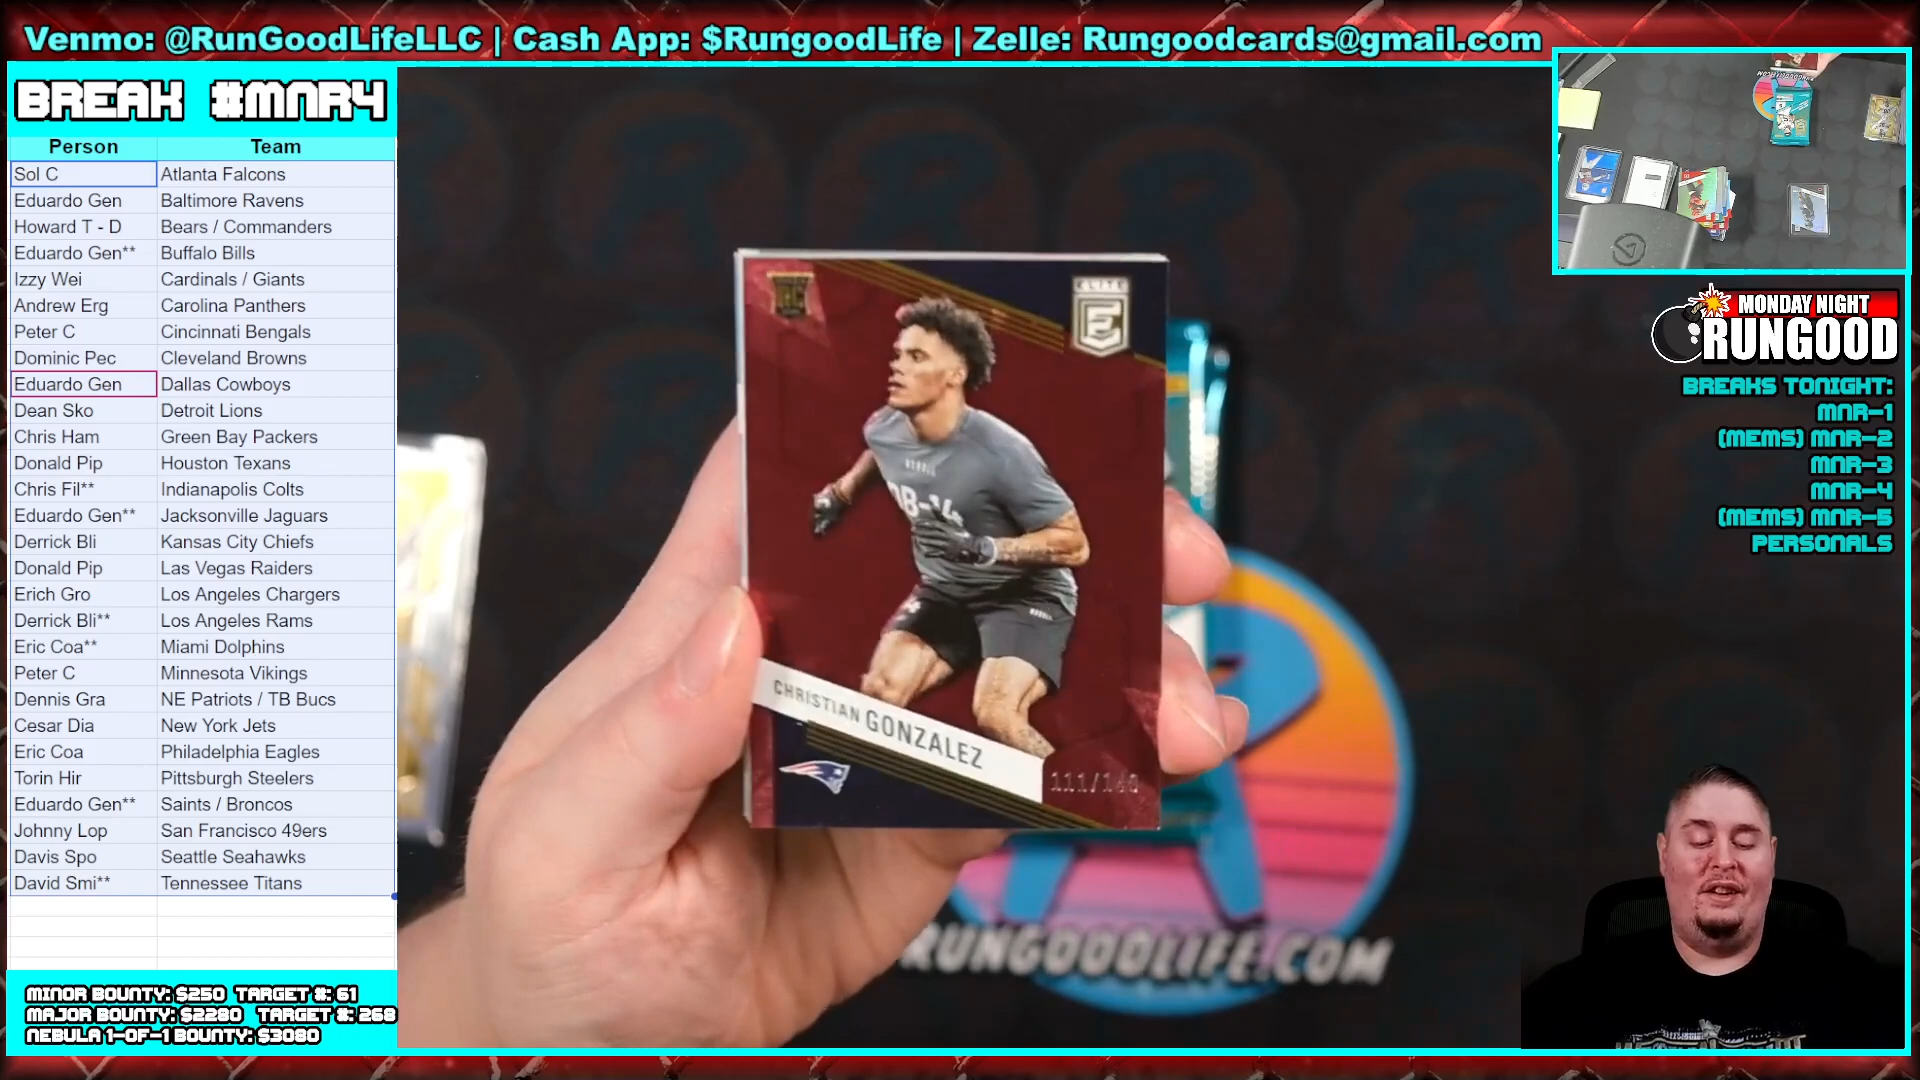 Venmo: @RunGoodLifeLLC | Cash App: $RungoodLife | Zelle: Rungoodcards@gmail.com
BREAK #MNR4
Person Team
Sol C Atlanta Falcons
Eduardo Gen Baltimore Ravens
Howard T - D Bears / Commanders
Eduardo Gen** Buffalo Bills
Izzy Wei Cardinals / Giants
Andrew Erg Carolina Panthers
Peter C Cincinnati Bengals
Dominic Pec Cleveland Browns
Eduardo Gen Dallas Cowboys
Dean Sko Detroit Lions
Chris Ham Green Bay Packers
Donald Pip Houston Texans
Chris Fil** Indianapolis Colts
Eduardo Gen** Jacksonville Jaguars
Derrick Bli Kansas City Chiefs
Donald Pip Las Vegas Raiders
Erich Gro Los Angeles Chargers
Derrick Bli** Los Angeles Rams
Eric Coa** Miami Dolphins
Peter C Minnesota Vikings
Dennis Gra NE Patriots / TB Bucs
Cesar Dia New York Jets
Eric Coa Philadelphia Eagles
Torin Hir Pittsburgh Steelers
Eduardo Gen** Saints / Broncos
Johnny Lop San Francisco 49ers
Davis Spo Seattle Seahawks
David Smi** Tennessee Titans
MINOR BOUNTY: $250 TARGET #: 61
MAJOR BOUNTY: $2280 TARGET #: 268
NEBULA 1-OF-1 BOUNTY: $3080
RC
ELITE
E
CHRISTIAN GONZALEZ
RUNGOODLIFE.COM
MONDAY NIGHT
RUNGOOD
BREAKS TONIGHT:
MNR-1
(MEMS) MNR-2
MNR-3
MNR-4
(MEMS) MNR-5
PERSONALS